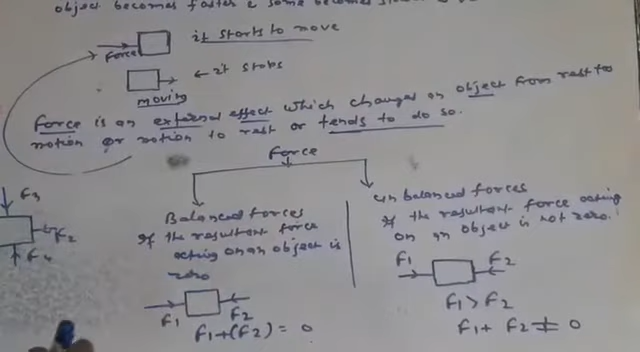 object becomes faster & some becomes
Force
it starts to move
← it stops
moving
Force is an external effect which changes an object from rest to
motion or motion to rest or tends to do so.
Force
F3
F2
F4
Balanced forces
If the resultant force
acting on an object is
zero
F1
F2
F1+(F2) = 0
Un balanced forces
If the resultant force acting
on an object is not zero.
F1
F2
F1 > F2
F1 + F2 ≠ 0